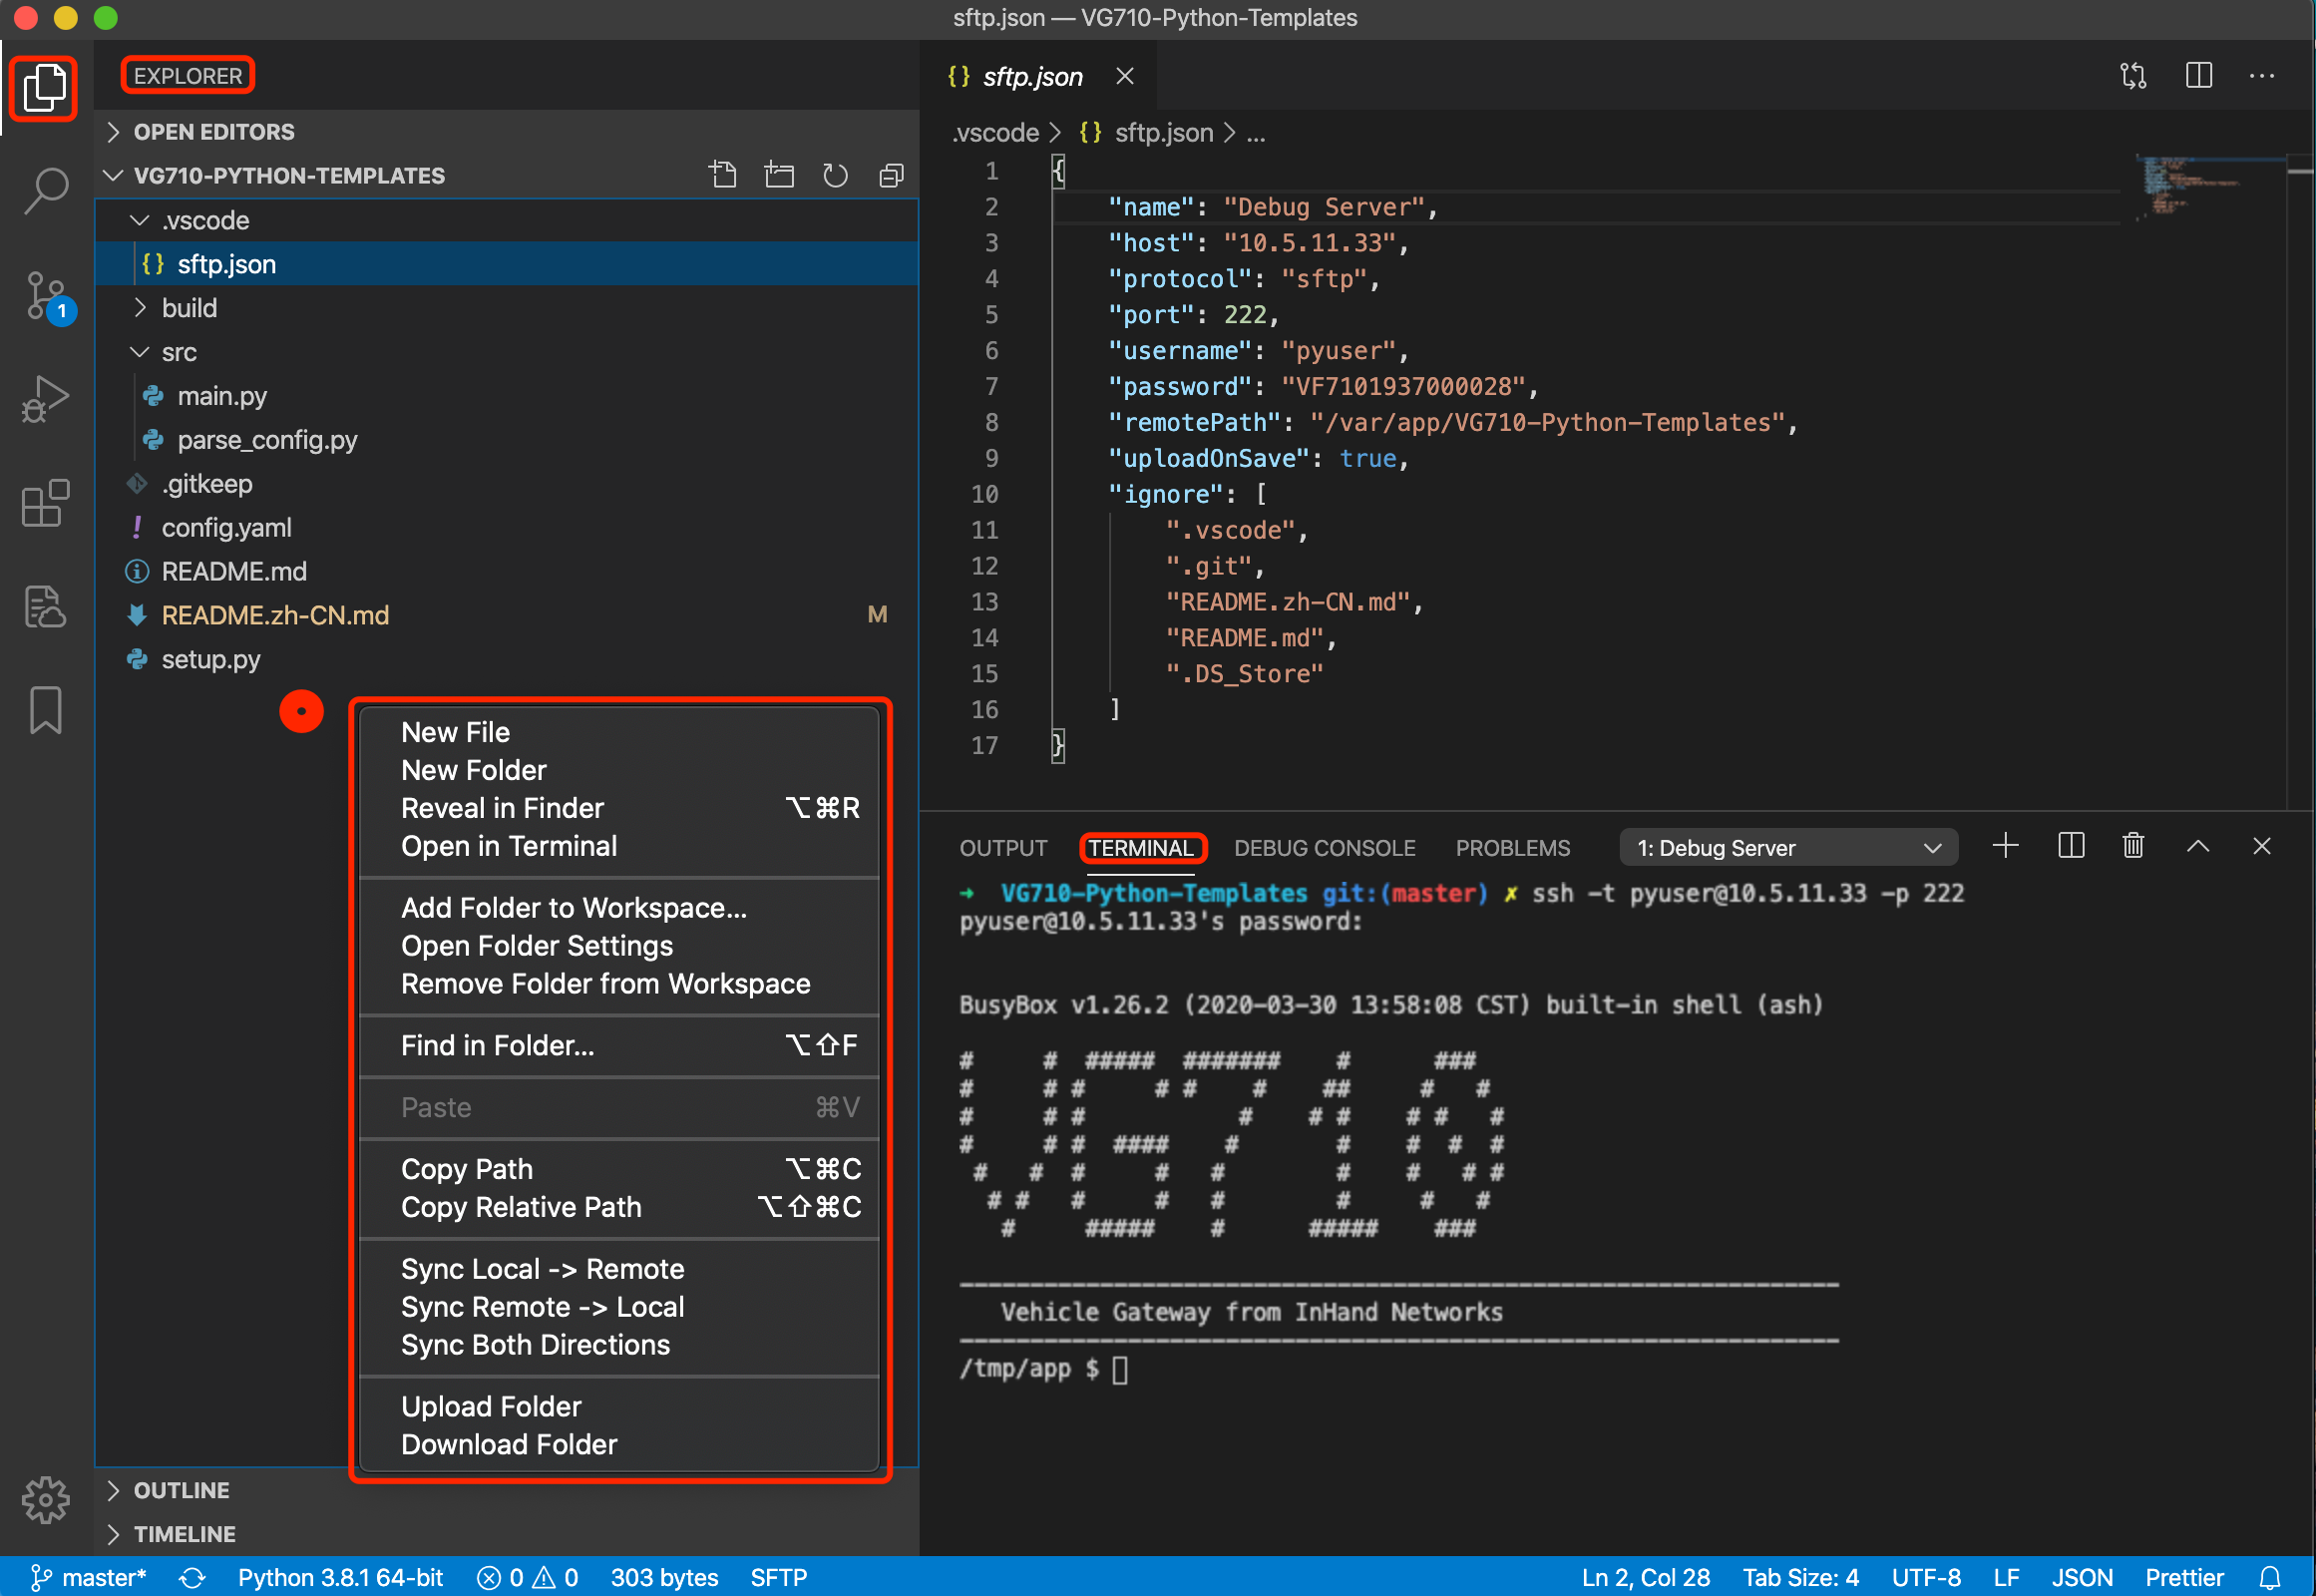 sftp.json — VG710-Python-Templates
EXPLORER
OPEN EDITORS
VG710-PYTHON-TEMPLATES
.vscode
{} sftp.json
build
src
main.py
parse_config.py
.gitkeep
! config.yaml
README.md
README.zh-CN.md M
setup.py
1
New File
New Folder
Reveal in Finder ⌥⌘R
Open in Terminal
Add Folder to Workspace...
Open Folder Settings
Remove Folder from Workspace
Find in Folder... ⌥⇧F
Paste ⌘V
Copy Path ⌥⌘C
Copy Relative Path ⌥⇧⌘C
Sync Local -> Remote
Sync Remote -> Local
Sync Both Directions
Upload Folder
Download Folder
OUTLINE
TIMELINE
{} sftp.json
.vscode > {} sftp.json > ...
1 {
2 "name": "Debug Server",
3 "host": "10.5.11.33",
4 "protocol": "sftp",
5 "port": 222,
6 "username": "pyuser",
7 "password": "VF7101937000028",
8 "remotePath": "/var/app/VG710-Python-Templates",
9 "uploadOnSave": true,
10 "ignore": [
11 ".vscode",
12 ".git",
13 "README.zh-CN.md",
14 "README.md",
15 ".DS_Store"
16 ]
17 }
OUTPUT TERMINAL DEBUG CONSOLE PROBLEMS 1: Debug Server
➜ VG710-Python-Templates git:(master) ✗ ssh -t pyuser@10.5.11.33 -p 222
pyuser@10.5.11.33's password:
BusyBox v1.26.2 (2020-03-30 13:58:08 CST) built-in shell (ash)
#     #  #####  #######    #      ###
#     # #     # #    #    ##     #   #
#     # #           #    # #    # #   #
#     # #  ####    #       #    #  #  #
 #   #  #     #   #        #    #   # #
  # #   #     #   #        #     #   #
   #     #####    #      #####    ###
Vehicle Gateway from InHand Networks
/tmp/app $
master* Python 3.8.1 64-bit 0 0 303 bytes SFTP Ln 2, Col 28 Tab Size: 4 UTF-8 LF JSON Prettier